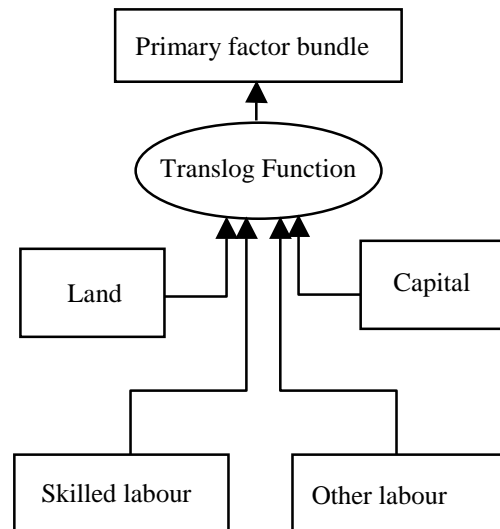 Primary factor bundle
Translog Function
Land
Capital
Skilled labour
Other labour